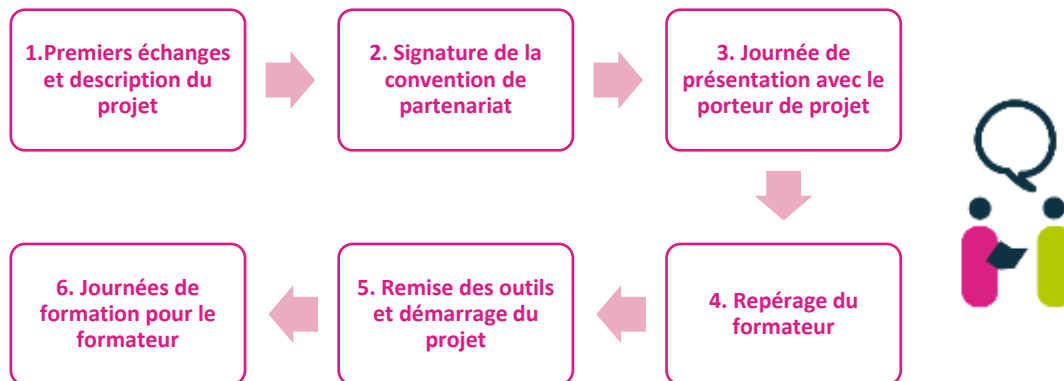 1.Premiers échanges
et description du
projet
2. Signature de la
convention de
partenariat
3. Journée de
présentation avec le
porteur de projet
4. Repérage du
formateur
5. Remise des outils
et démarrage du
projet
6. Journées de
formation pour le
formateur